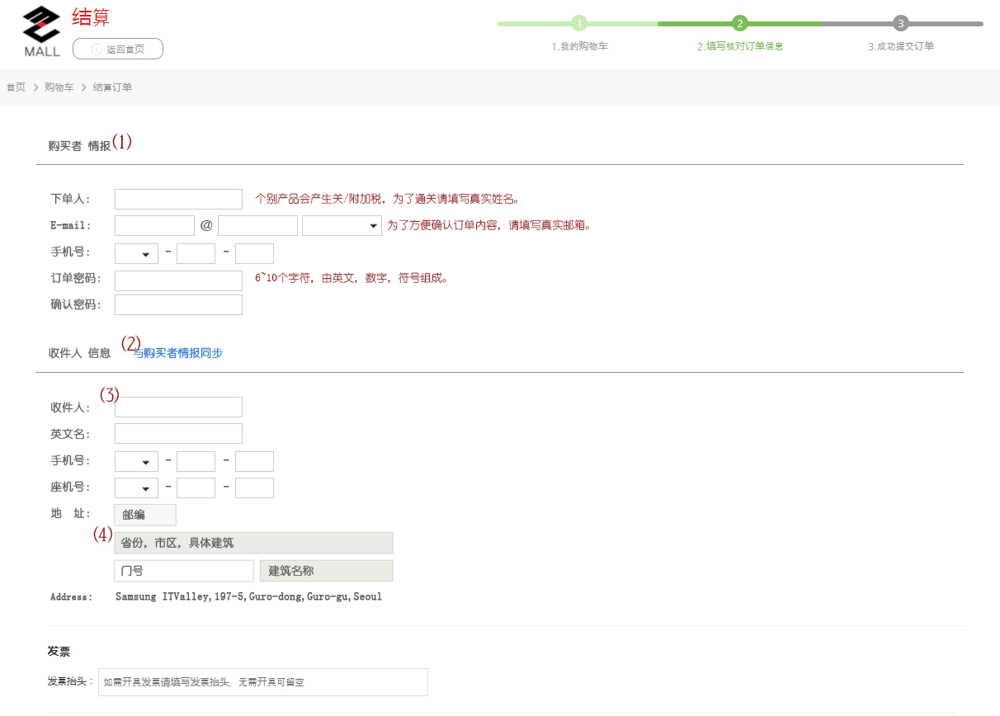 MALL
结算
返回首页
1 2 3
1.我的购物车 2.填写核对订单信息 3.成功提交订单
首页 > 购物车 > 结算订单
购买者 情报(1)
下单人: 个别产品会产生关/附加税，为了通关请填写真实姓名。
E-mail: @ 为了方便确认订单内容，请填写真实邮箱。
手机号: - -
订单密码: 6~10个字符，由英文，数字，符号组成。
确认密码:
收件人 信息 (2)与购买者情报同步
(3)
收件人:
英文名:
手机号: - -
座机号: - -
地 址: 邮编
(4) 省份，市区，具体建筑
门号 建筑名称
Address: Samsung ITValley,197-5,Guro-dong,Guro-gu,Seoul
发票
发票抬头: 如需开具发票请填写发票抬头，无需开具可留空